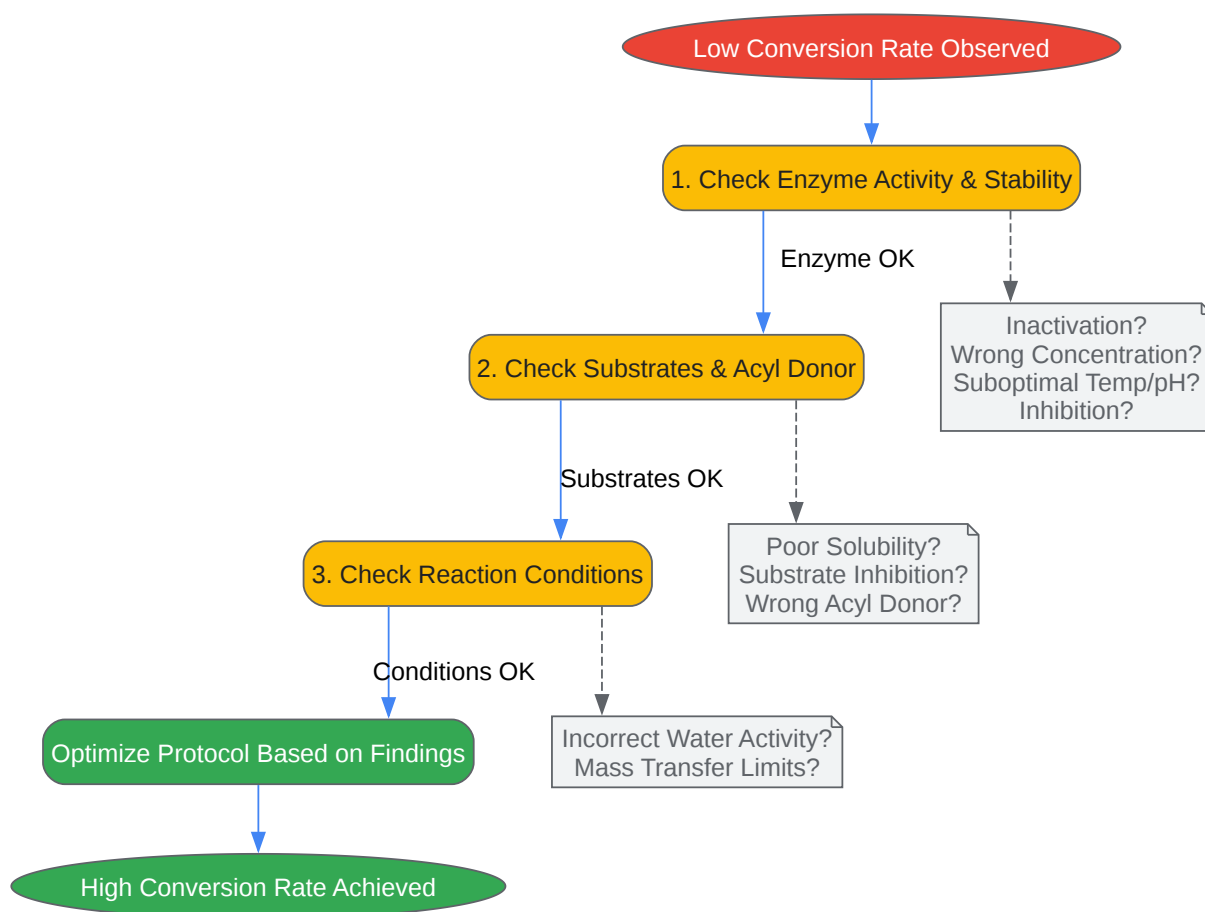 Low Conversion Rate Observed
1. Check Enzyme Activity & Stability
Enzyme OK
Inactivation?
Wrong Concentration?
Suboptimal Temp/pH?
Inhibition?
2. Check Substrates & Acyl Donor
Substrates OK
Poor Solubility?
Substrate Inhibition?
Wrong Acyl Donor?
3. Check Reaction Conditions
Conditions OK
Incorrect Water Activity?
Mass Transfer Limits?
Optimize Protocol Based on Findings
High Conversion Rate Achieved